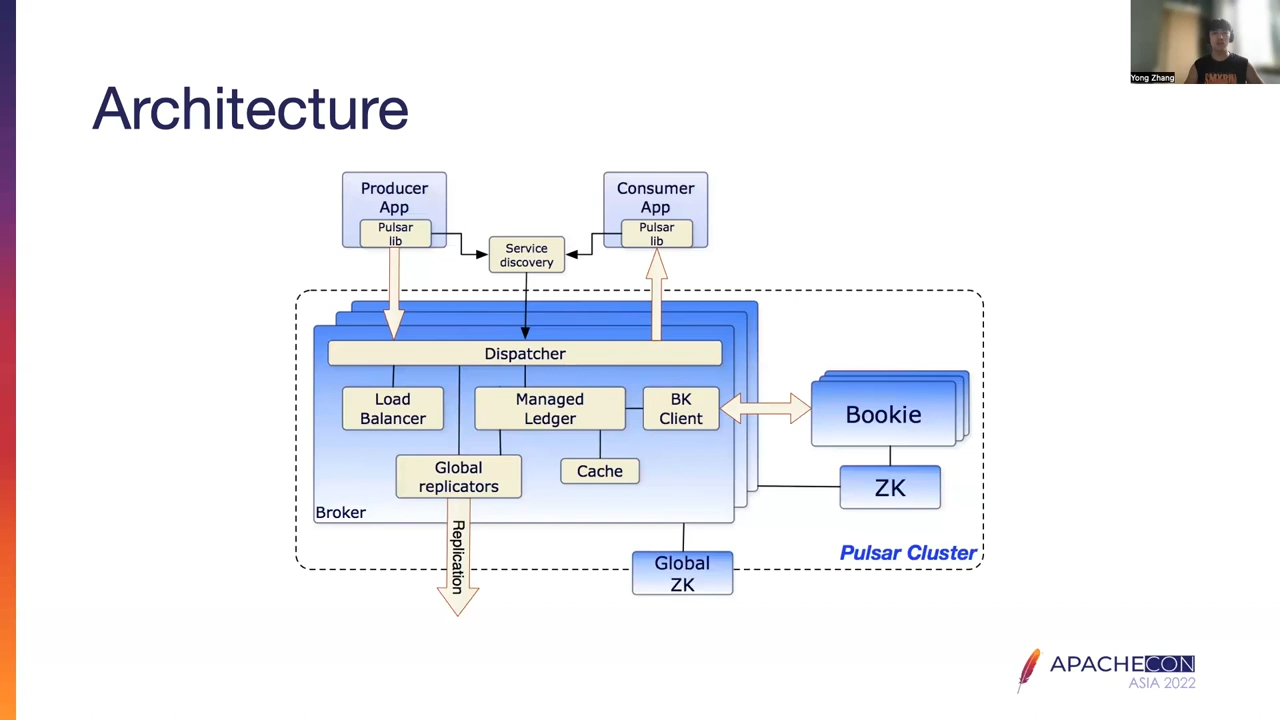 Yong Zhang
Architecture
Producer
App
Pulsar
lib
Consumer
App
Pulsar
lib
Service
discovery
Dispatcher
Load
Balancer
Managed
Ledger
BK
Client
Bookie
Global
replicators
Cache
ZK
Broker
Replication
Pulsar Cluster
Global
ZK
APACHECON
ASIA 2022